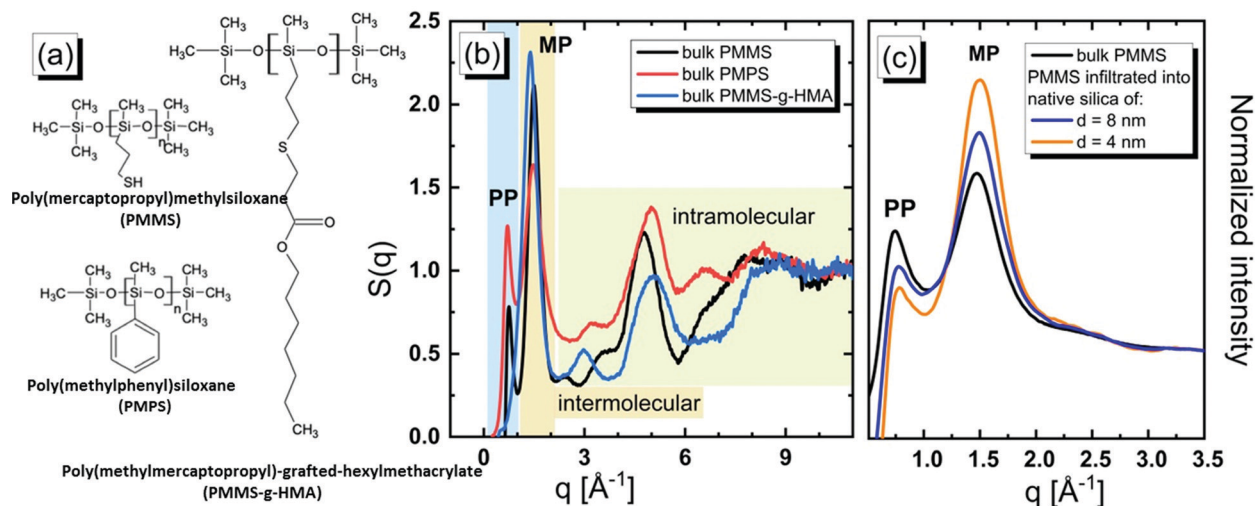 (a)
CH₃ CH₃ CH₃
H₃C Si O Si O Si CH₃
CH₃ CH₃
S
O
O
CH₃
CH₃ CH₃ CH₃
H₃C Si O Si O Si CH₃
CH₃ n CH₃
SH
Poly(mercaptopropyl)methylsiloxane
(PMMS)
CH₃ CH₃ CH₃
H₃C Si O Si O Si CH₃
CH₃ n CH₃
Poly(methylphenyl)siloxane
(PMPS)
Poly(methylmercaptopropyl)-grafted-hexylmethacrylate
(PMMS-g-HMA)
(b)
MP
bulk PMMS
bulk PMPS
bulk PMMS-g-HMA
PP
intramolecular
intermolecular
S(q)
2.5
2.0
1.5
1.0
0.5
0.0
0 3 6 9
q [Å⁻¹]
(c)
MP
bulk PMMS
PMMS infiltrated into
native silica of:
d = 8 nm
d = 4 nm
PP
Normalized intensity
1.0 1.5 2.0 2.5 3.0 3.5
q [Å⁻¹]